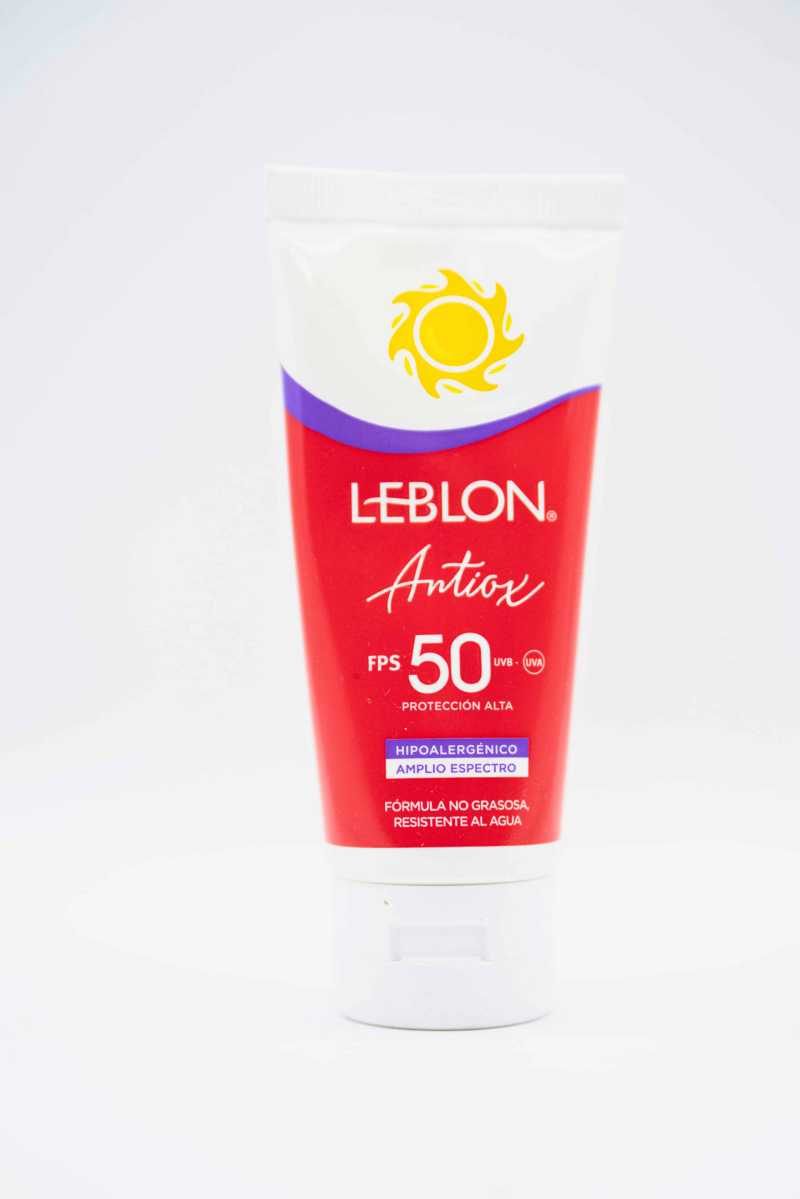 LEBLON®
Antiox
FPS 50 UVB - UVA
PROTECCIÓN ALTA
HIPOALERGÉNICO
AMPLIO ESPECTRO
FÓRMULA NO GRASOSA,
RESISTENTE AL AGUA